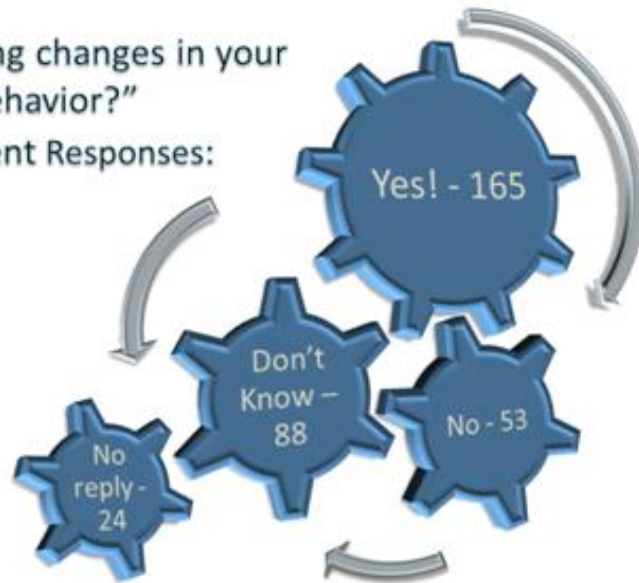 ng changes in your
ehavior?”
ent Responses:
Yes! - 165
Don't
Know –
88
No - 53
No
reply -
24